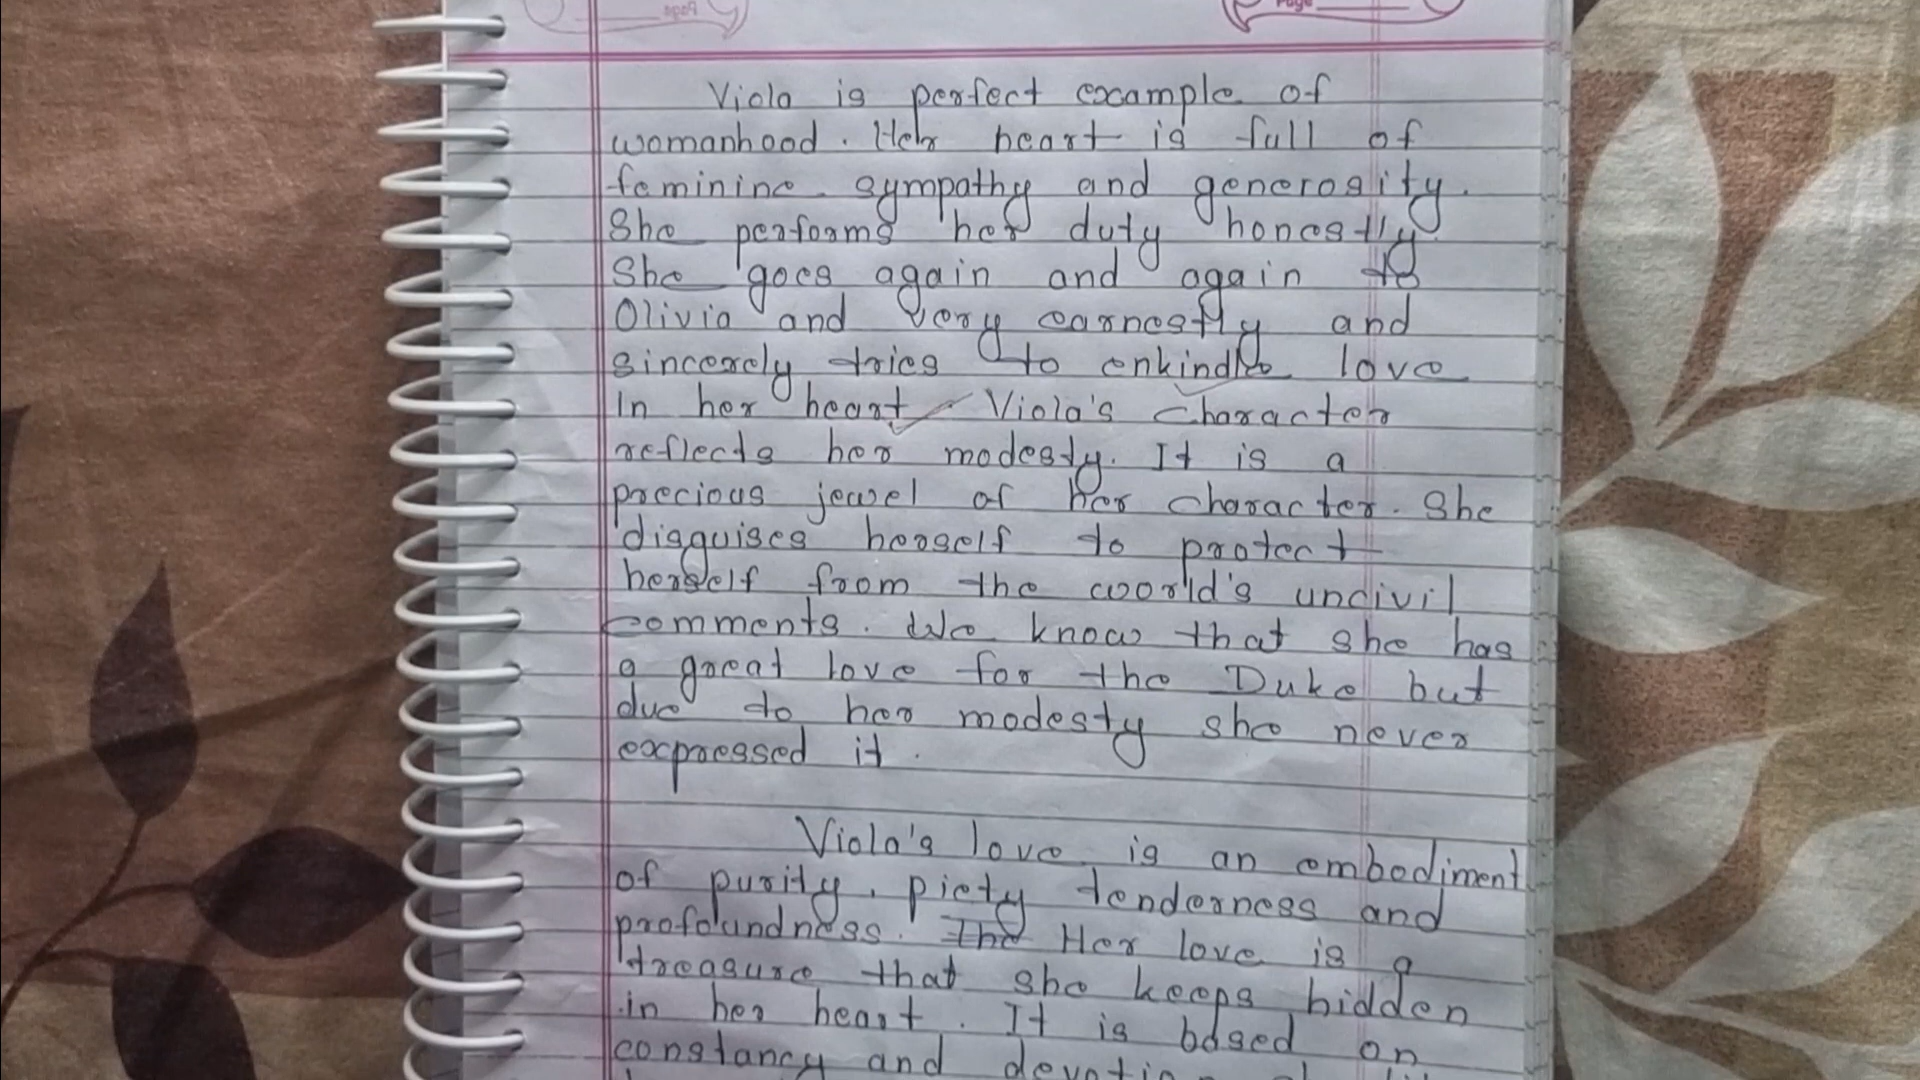 Page
Viola is perfect example of
womanhood. Her heart is full of
feminine sympathy and generosity.
She performs her duty honestly.
She goes again and again to
Olivia and very earnestly and
sincerely tries to enkindle love
In her heart. Viola's character
reflects her modesty. It is a
precious jewel of her character. She
disguises herself to protect
herself from the world's uncivil
comments. We know that she has
a great love for the Duke but
due to her modesty she never
expressed it.
Viola's love is an embodiment
of purity, piety tenderness and
profoundness. The Her love is a
treasure that she keeps hidden
in her heart. It is based on
constancy and